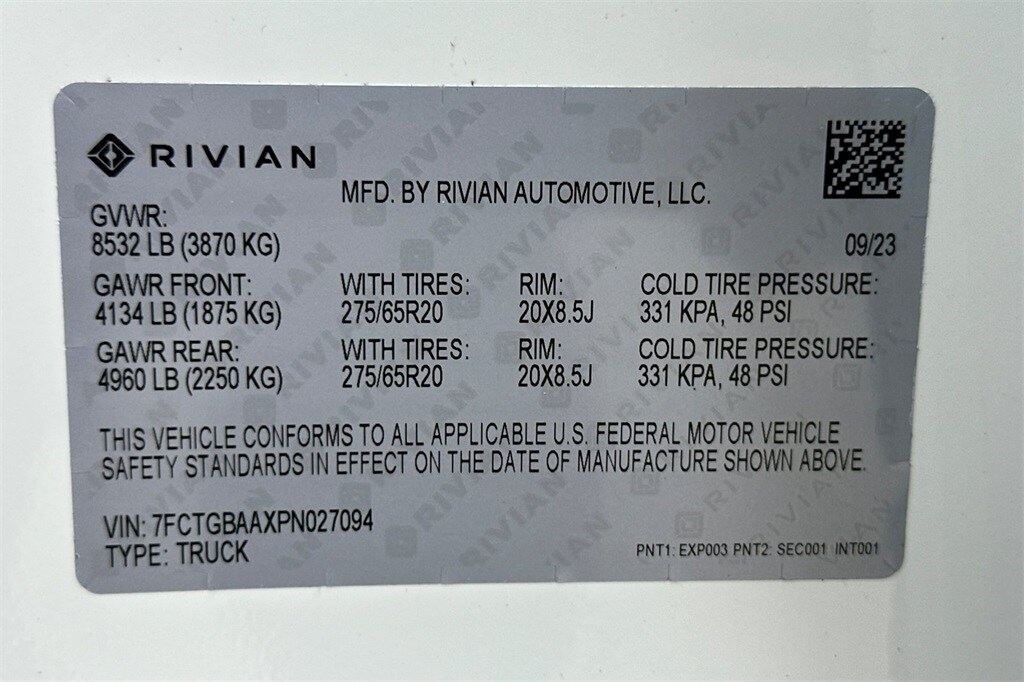 RIVIAN
MFD. BY RIVIAN AUTOMOTIVE, LLC.
GVWR:
8532 LB (3870 KG)
09/23
GAWR FRONT: WITH TIRES: RIM: COLD TIRE PRESSURE:
4134 LB (1875 KG) 275/65R20 20X8.5J 331 KPA, 48 PSI
GAWR REAR: WITH TIRES: RIM: COLD TIRE PRESSURE:
4960 LB (2250 KG) 275/65R20 20X8.5J 331 KPA, 48 PSI
THIS VEHICLE CONFORMS TO ALL APPLICABLE U.S. FEDERAL MOTOR VEHICLE
SAFETY STANDARDS IN EFFECT ON THE DATE OF MANUFACTURE SHOWN ABOVE.
VIN: 7FCTGBAAXPN027094
TYPE: TRUCK
PNT1: EXP003 PNT2: SEC001 INT001